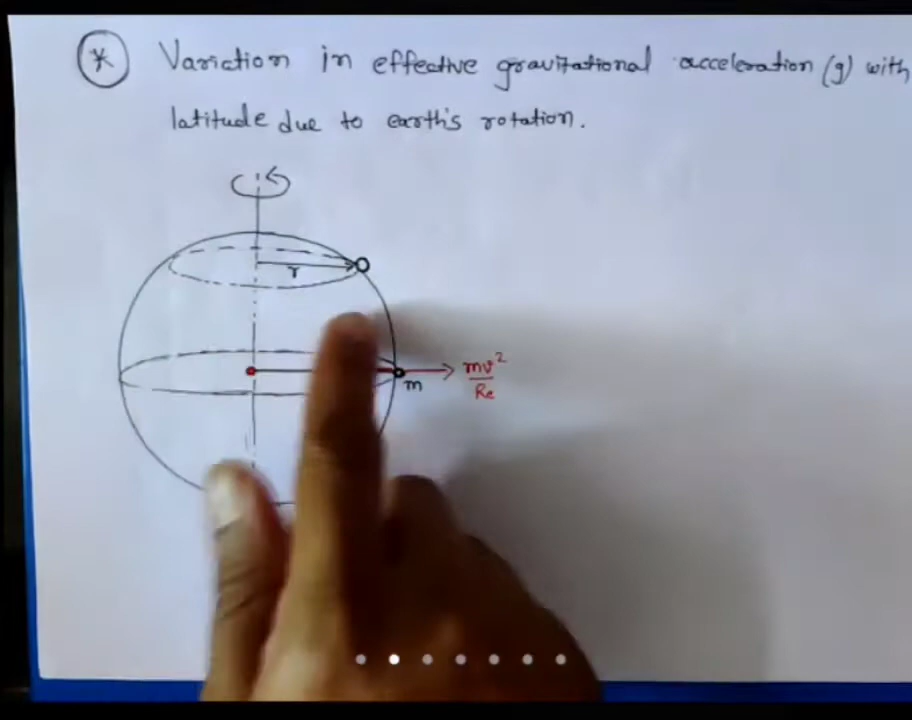 * Variation in effective gravitational acceleration (g) with
latitude due to earth's rotation.
r
mv²
Re
m